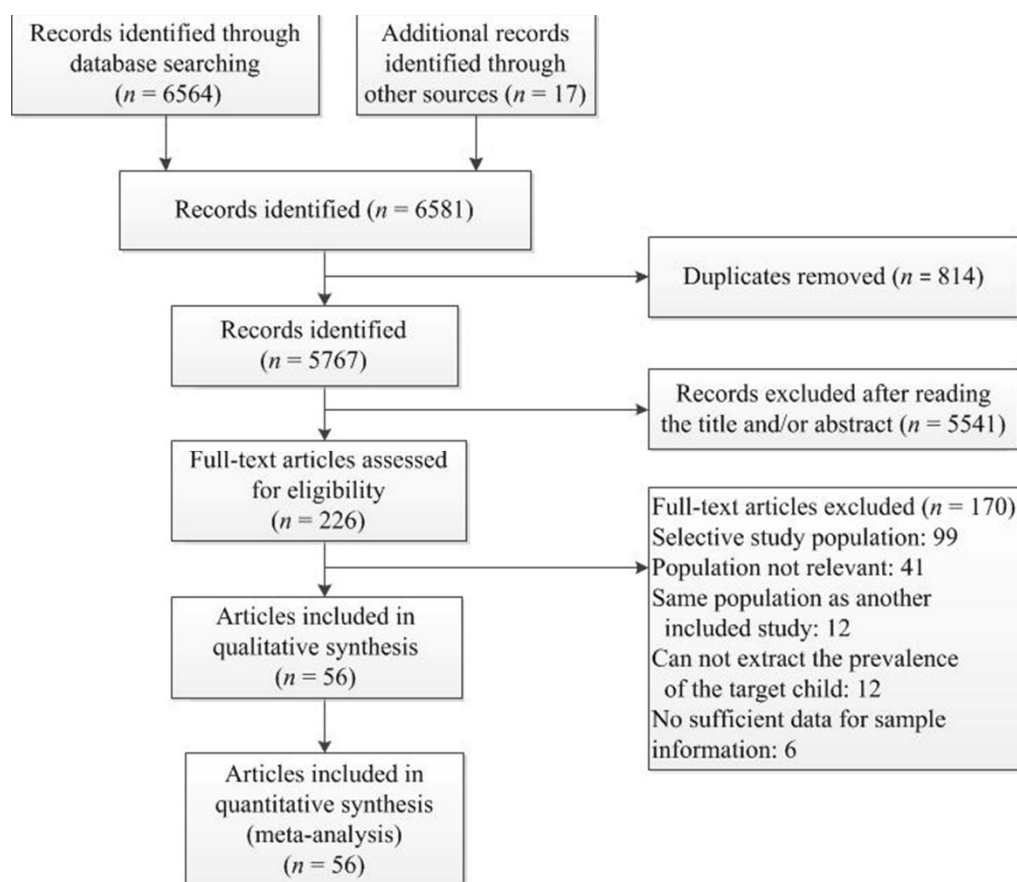 Records identified through
database searching
(n = 6564)
Additional records
identified through
other sources (n = 17)
Records identified (n = 6581)
Duplicates removed (n = 814)
Records identified
(n = 5767)
Records excluded after reading
the title and/or abstract (n = 5541)
Full-text articles assessed
for eligibility
(n = 226)
Full-text articles excluded (n = 170)
Selective study population: 99
Population not relevant: 41
Same population as another
included study: 12
Can not extract the prevalence
of the target child: 12
No sufficient data for sample
information: 6
Articles included in
qualitative synthesis
(n = 56)
Articles included in
quantitative synthesis
(meta-analysis)
(n = 56)